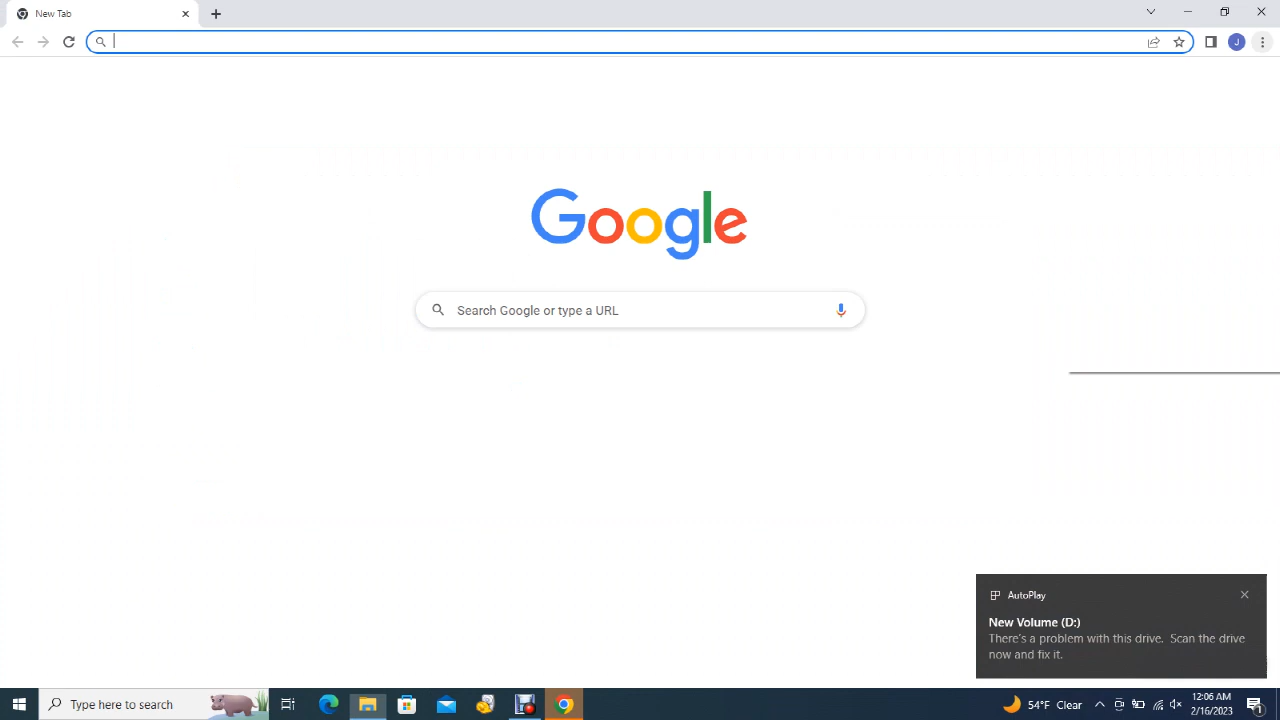 New Tab
J
Google
Search Google or type a URL
AutoPlay
New Volume (D:)
There's a problem with this drive. Scan the drive
now and fix it.
Type here to search
54°F Clear
12:06 AM
2/16/2023
1